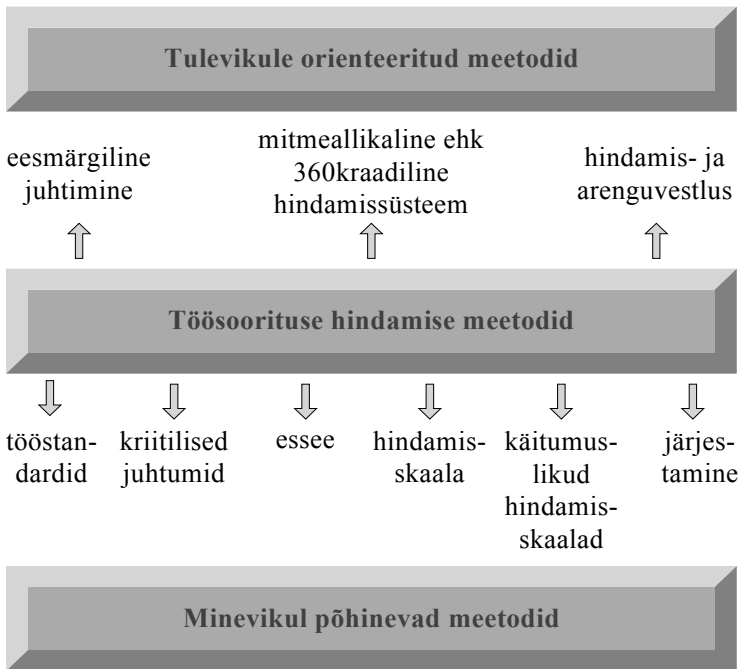 Tulevikule orienteeritud meetodid
eesmärgiline
juhtimine
mitmeallikaline ehk
360kraadiline
hindamissüsteem
hindamis- ja
arenguvestlus
Töösoorituse hindamise meetodid
tööstan-
dardid
kriitilised
juhtumid
essee
hindamis-
skaala
käitumus-
likud
hindamis-
skaalad
järjes-
tamine
Minevikul põhinevad meetodid